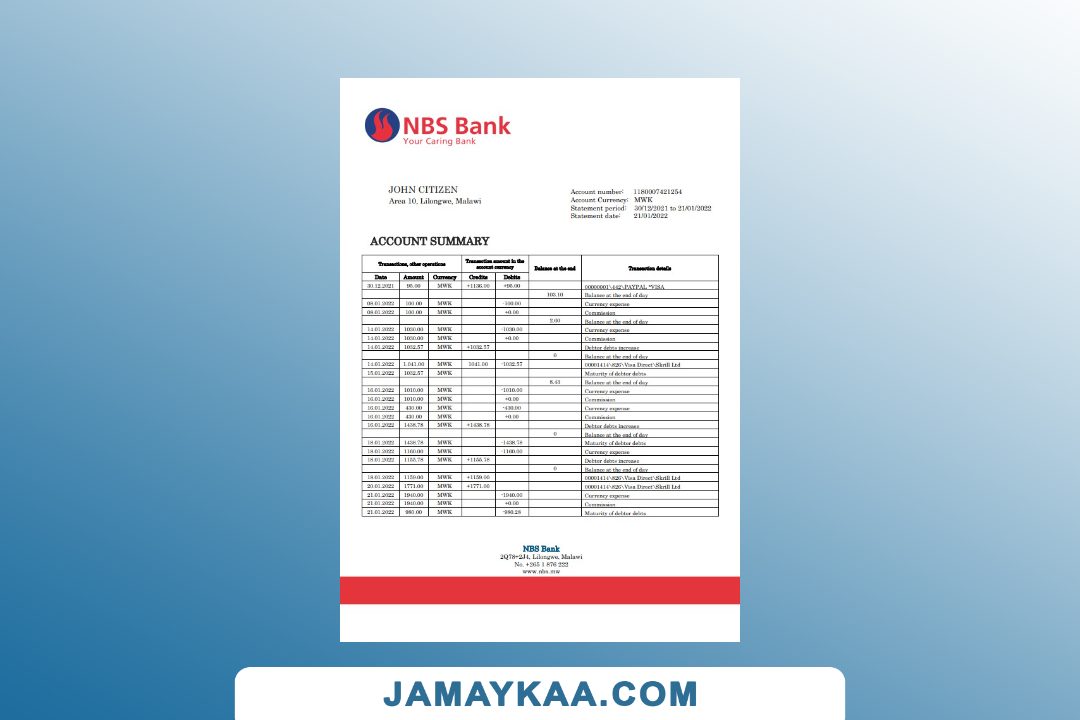 NBS Bank
Your Caring Bank
JOHN CITIZEN
Area 10, Lilongwe, Malawi
Account number: 1180007421254
Account Currency: MWK
Statement period: 30/12/2021 to 21/01/2022
Statement date: 21/01/2022
ACCOUNT SUMMARY
Transactions, other operations
Transaction amount in the account currency
Balance at the end
Transaction details
Date Amount Currency Credits Debits
30.12.2021 95.00 MWK +1136.00 +95.00 00000001\442\PAYPAL *VISA
103.10 Balance at the end of day
08.01.2022 100.00 MWK -100.00 Currency expense
08.01.2022 100.00 MWK +0.00 Commission
2.60 Balance at the end of day
14.01.2022 1030.00 MWK -1030.00 Currency expense
14.01.2022 1030.00 MWK +0.00 Commission
14.01.2022 1032.57 MWK +1032.57 Debtor debts increase
0 Balance at the end of day
14.01.2022 1.041.00 MWK 1041.00 -1032.57 00001414\826\Visa Direct\Skrill Ltd
15.01.2022 1032.57 MWK Maturity of debtor debts
8.43 Balance at the end of day
16.01.2022 1010.00 MWK -1010.00 Currency expense
16.01.2022 1010.00 MWK +0.00 Commission
16.01.2022 430.00 MWK -430.00 Currency expense
16.01.2022 430.00 MWK +0.00 Commission
16.01.2022 1438.78 MWK +1438.78 Debtor debts increase
0 Balance at the end of day
18.01.2022 1438.78 MWK -1438.78 Maturity of debtor debts
18.01.2022 1160.00 MWK -1160.00 Currency expense
18.01.2022 1155.78 MWK +1155.78 Debtor debts increase
0 Balance at the end of day
18.01.2022 1159.00 MWK +1159.00 00001414\826\Visa Direct\Skrill Ltd
20.01.2022 1771.00 MWK +1771.00 00001414\826\Visa Direct\Skrill Ltd
21.01.2022 1940.00 MWK -1940.00 Currency expense
21.01.2022 1940.00 MWK +0.00 Commission
21.01.2022 980.00 MWK -980.28 Maturity of debtor debts
NBS Bank
2Q78+2J4, Lilongwe, Malawi
No. +265 1 876 222
www.nbs.mw
JAMAYKAA.COM